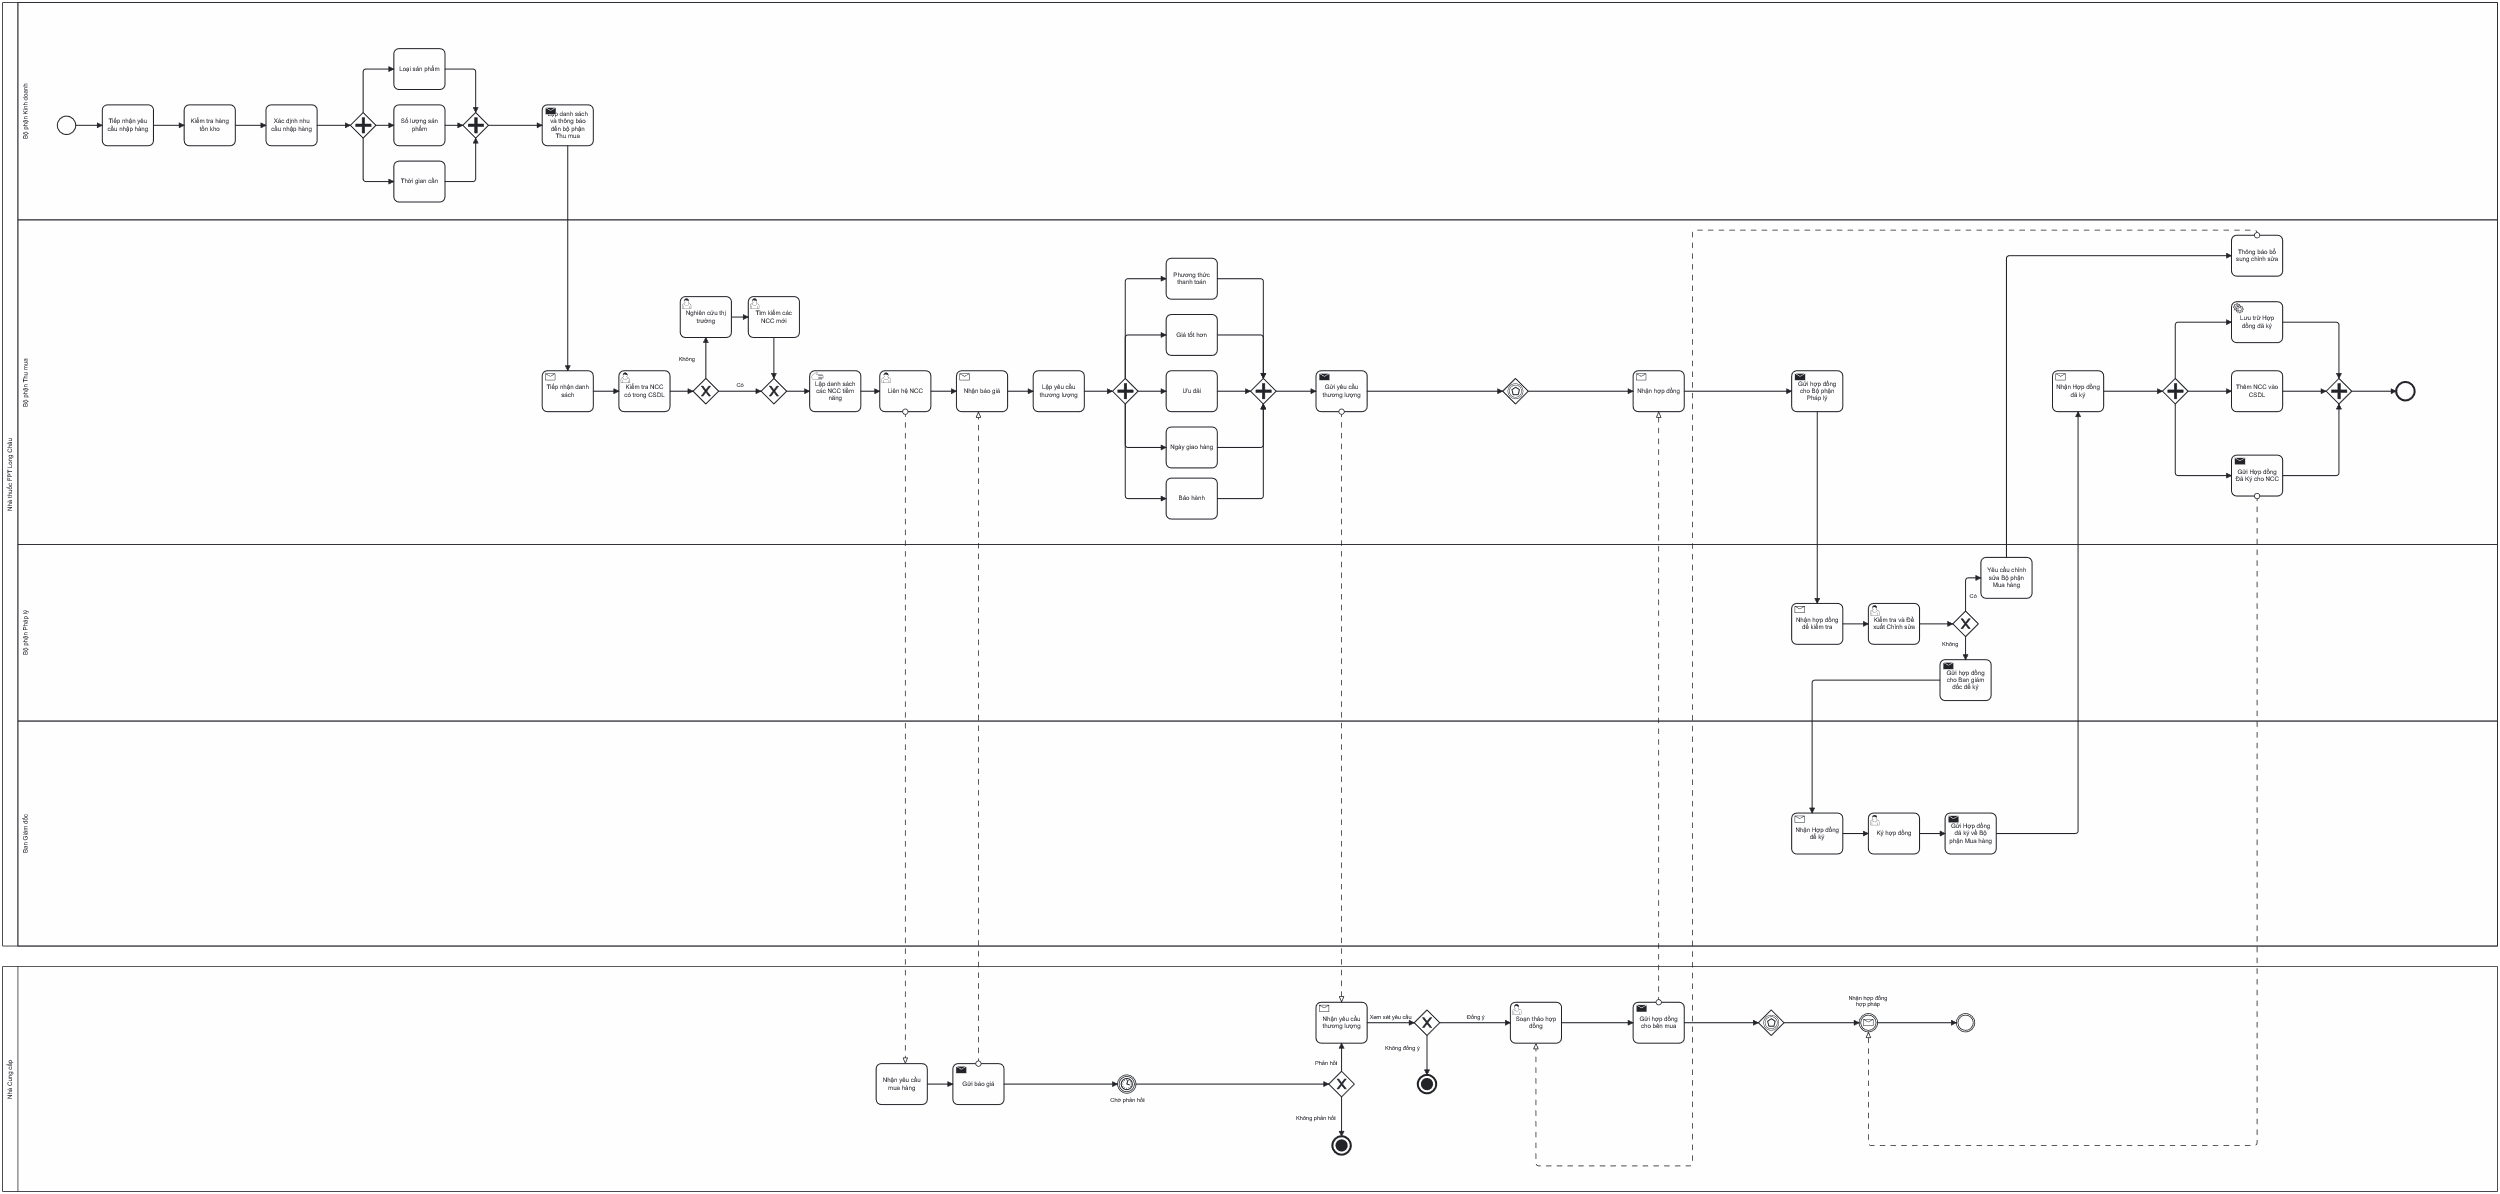 Nhà thuốc FPT Long Châu
Bộ phận Kinh doanh
Tiếp nhận yêu
cầu nhập hàng
Kiểm tra hàng
tồn kho
Xác định nhu
cầu nhập hàng
Loại sản phẩm
Số lượng sản
phẩm
Thời gian cần
Lập danh sách
và thông báo
đến bộ phận
Thu mua
Bộ phận Thu mua
Tiếp nhận danh
sách
Kiểm tra NCC
có trong CSDL
Không
Có
Nghiên cứu thị
trường
Tìm kiếm các
NCC mới
Lập danh sách
các NCC tiềm
năng
Liên hệ NCC
Nhận báo giá
Lập yêu cầu
thương lượng
Phương thức
thanh toán
Giá tốt hơn
Ưu đãi
Ngày giao hàng
Bảo hành
Gửi yêu cầu
thương lượng
Nhận hợp đồng
Gửi hợp đồng
cho Bộ phận
Pháp lý
Nhận Hợp đồng
đã ký
Thông báo bổ
sung chỉnh sửa
Lưu trữ Hợp
đồng đã ký
Thêm NCC vào
CSDL
Gửi Hợp đồng
Đã Ký cho NCC
Bộ phận Pháp lý
Nhận hợp đồng
để kiểm tra
Kiểm tra và Đề
xuất Chỉnh sửa
Có
Không
Yêu cầu chỉnh
sửa Bộ phận
Mua hàng
Gửi hợp đồng
cho Ban giám
đốc để ký
Ban Giám đốc
Nhận Hợp đồng
để ký
Ký hợp đồng
Gửi Hợp đồng
đã ký về Bộ
phận Mua hàng
Nhà Cung cấp
Nhận yêu cầu
mua hàng
Gửi báo giá
Chờ phản hồi
Phản hồi
Không phản hồi
Nhận yêu cầu
thương lượng
Xem xét yêu cầu
Đồng ý
Không đồng ý
Soạn thảo hợp
đồng
Gửi hợp đồng
cho bên mua
Nhận hợp đồng
hợp pháp